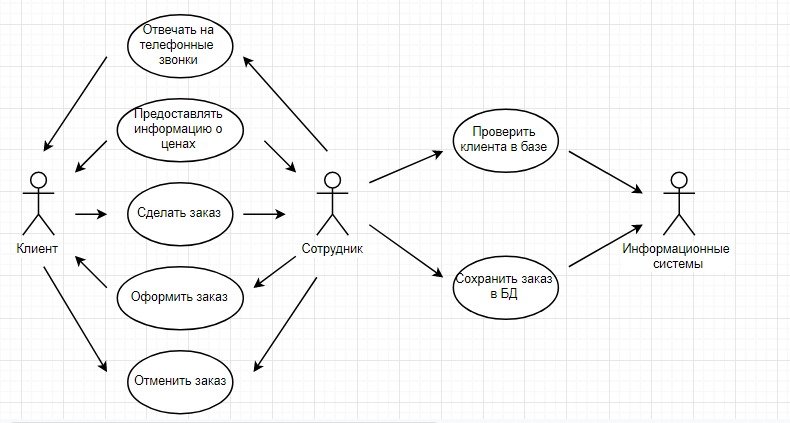 Отвечать на
телефонные
звонки
Предоставлять
информацию о
ценах
Проверить
клиента в базе
Сделать заказ
Клиент
Сотрудник
Информационные
системы
Оформить заказ
Сохранить заказ
в БД
Отменить заказ